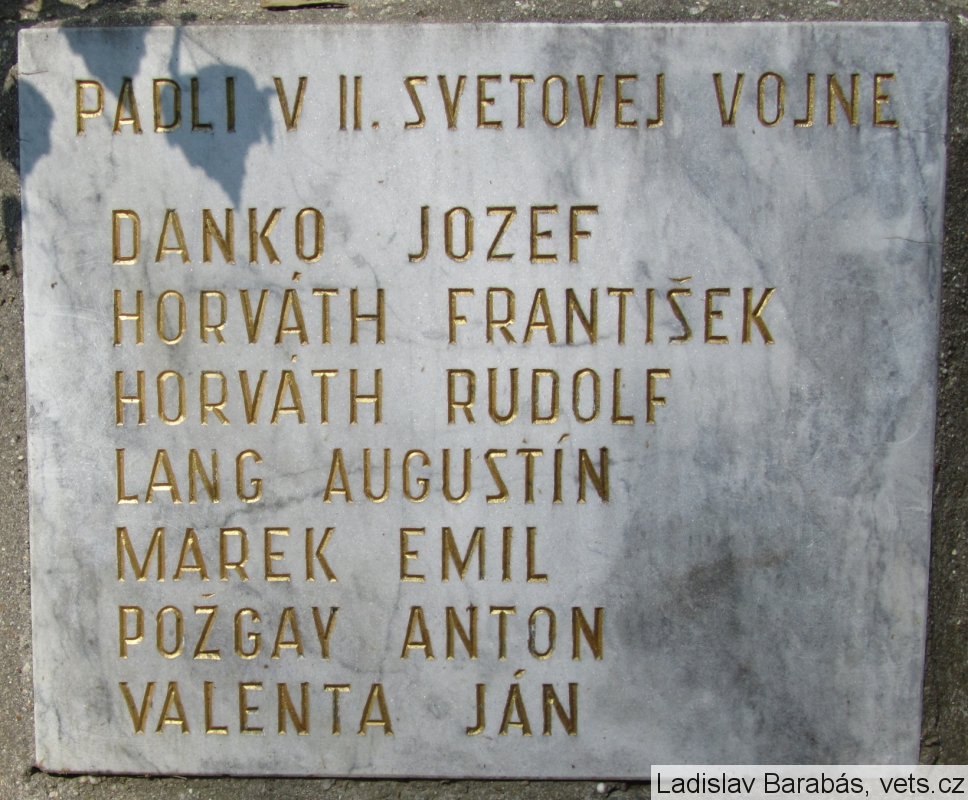 PADLI V II. SVETOVEJ VOJNE
DANKO JOZEF
HORVÁTH FRANTIŠEK
HORVÁTH RUDOLF
LANG AUGUSTÍN
MAREK EMIL
POŽGAY ANTON
VALENTA JÁN
Ladislav Barabás, vets.cz